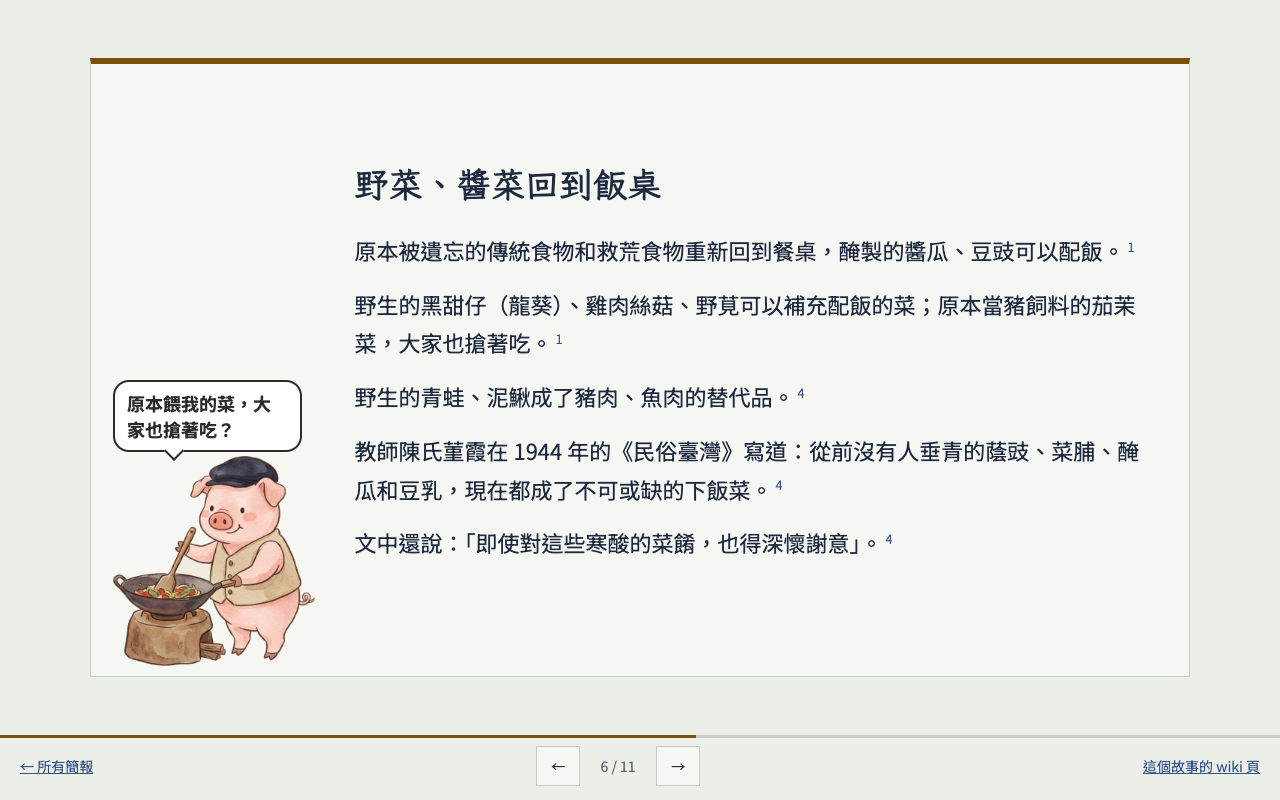 野菜、醬菜回到飯桌
原本被遺忘的傳統食物和救荒食物重新回到餐桌，醃製的醬瓜、豆豉可以配飯。1
野生的黑甜仔（龍葵）、雞肉絲菇、野莧可以補充配飯的菜；原本當豬飼料的茄茉
菜，大家也搶著吃。1
野生的青蛙、泥鰍成了豬肉、魚肉的替代品。4
教師陳氏菫霞在 1944 年的《民俗臺灣》寫道：從前沒有人垂青的蔭豉、菜脯、醃
瓜和豆乳，現在都成了不可或缺的下飯菜。4
文中還說：「即使對這些寒酸的菜餚，也得深懷謝意」。4
原本餵我的菜，大
家也搶著吃？
← 所有簡報
←
6 / 11
→
這個故事的 wiki 頁